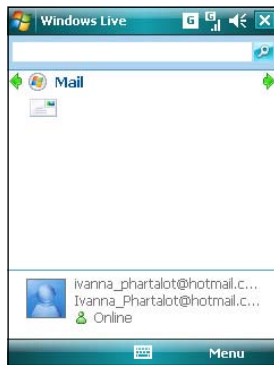 Windows Live
G
G
Mail
ivanna_phartalot@hotmail.c...
Ivanna_Phartalot@hotmail.c...
Online
Menu